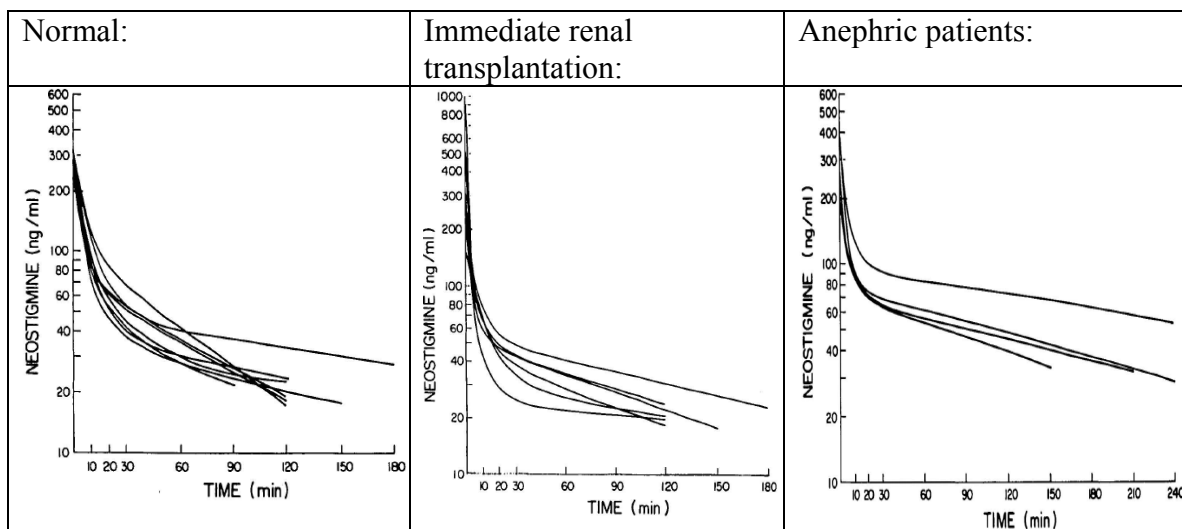 Normal:
Immediate renal
transplantation:
Anephric patients:
600
500
400
300
200
100
80
60
40
20
10
NEOSTIGMINE (ng/ml)
10 20 30 60 90 120 150 180
TIME (min)
1000
800
600
500
400
300
200
100
80
60
40
20
10
NEOSTIGMINE (ng/ml)
10 20 30 60 90 120 150 180
TIME (min)
600
500
400
300
200
100
80
60
40
20
10
NEOSTIGMINE (ng/ml)
10 20 30 60 90 120 150 180 210 240
TIME (min)